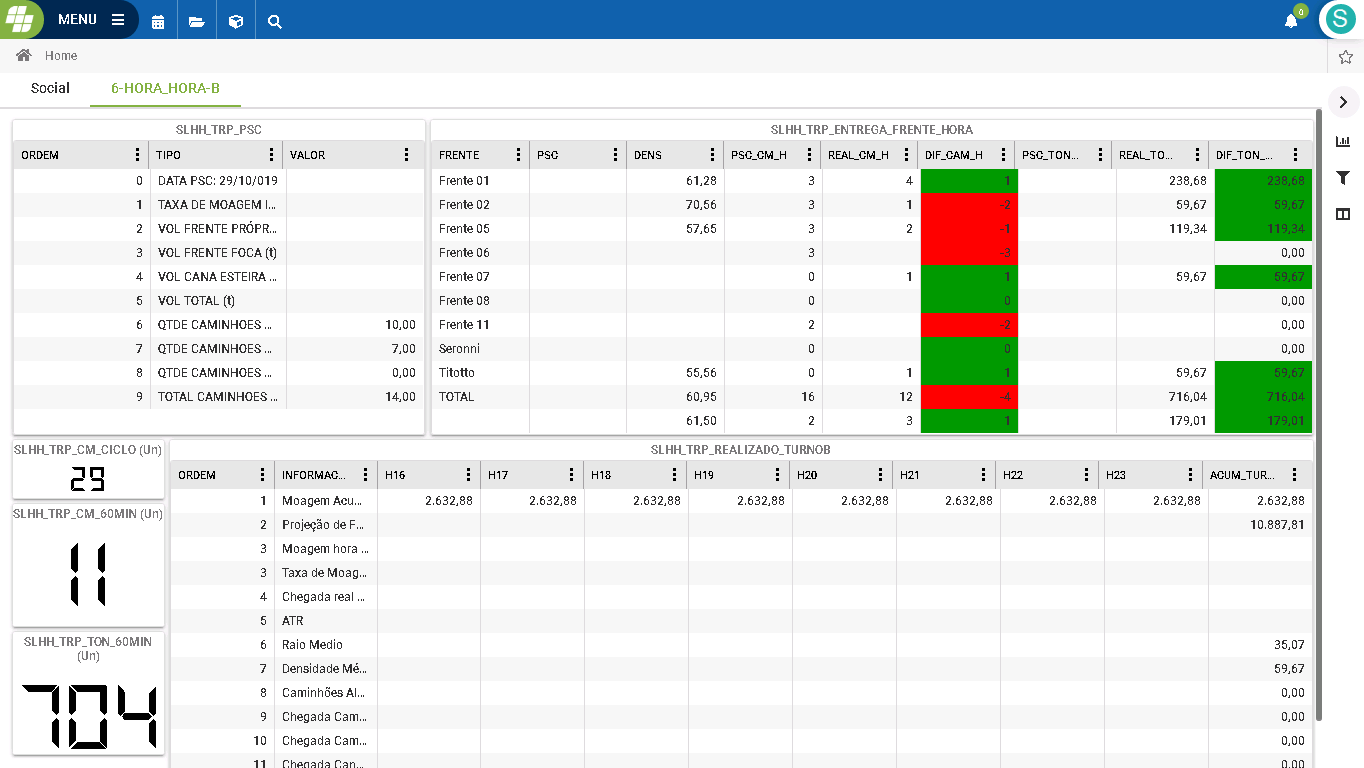 MENU
0
S
Home
Social 6-HORA_HORA-B
SLHH_TRP_PSC
ORDEM TIPO VALOR
0 DATA PSC: 29/10/019
1 TAXA DE MOAGEM I...
2 VOL FRENTE PRÓPR...
3 VOL FRENTE FOCA (t)
4 VOL CANA ESTEIRA ...
5 VOL TOTAL (t)
6 QTDE CAMINHOES ... 10,00
7 QTDE CAMINHOES ... 7,00
8 QTDE CAMINHOES ... 0,00
9 TOTAL CAMINHOES ... 14,00
SLHH_TRP_ENTREGA_FRENTE_HORA
FRENTE PSC DENS PSC_CM_H REAL_CM_H DIF_CAM_H PSC_TON... REAL_TO... DIF_TON_...
Frente 01 61,28 3 4 1 238,68 238,68
Frente 02 70,56 3 1 -2 59,67 59,67
Frente 05 57,65 3 2 -1 119,34 119,34
Frente 06 3 -3 0,00
Frente 07 0 1 1 59,67 59,67
Frente 08 0 0 0,00
Frente 11 2 -2 0,00
Seronni 0 0 0,00
Titotto 55,56 0 1 1 59,67 59,67
TOTAL 60,95 16 12 -4 716,04 716,04
61,50 2 3 1 179,01 179,01
SLHH_TRP_CM_CICLO (Un)
29
SLHH_TRP_CM_60MIN (Un)
11
SLHH_TRP_TON_60MIN
(Un)
704
SLHH_TRP_REALIZADO_TURNOB
ORDEM INFORMAC... H16 H17 H18 H19 H20 H21 H22 H23 ACUM_TUR...
1 Moagem Acu... 2.632,88 2.632,88 2.632,88 2.632,88 2.632,88 2.632,88 2.632,88 2.632,88 2.632,88
2 Projeção de F... 10.887,81
3 Moagem hora ...
3 Taxa de Moag...
4 Chegada real ...
5 ATR
6 Raio Medio 35,07
7 Densidade Mé... 59,67
8 Caminhões Al... 0,00
9 Chegada Cam... 0,00
10 Chegada Cam... 0,00
11 Chegada Can... 0,00